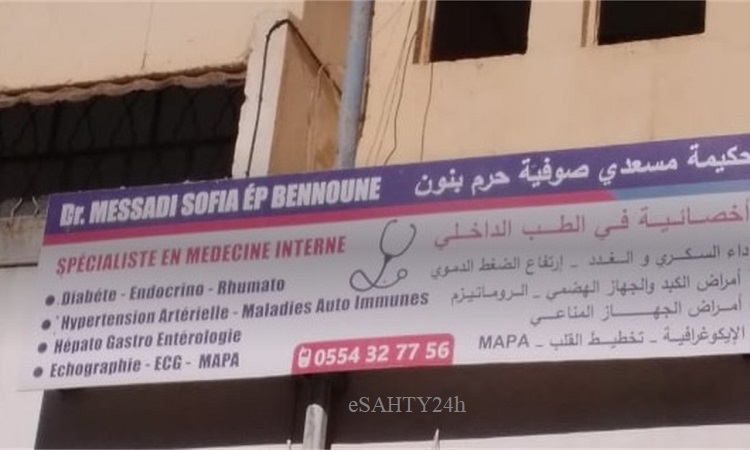 Dr. MESSADI SOFIA ÉP BENNOUNE
حكيمة مسعدي صوفيّة حرم بنون
SPÉCIALISTE EN MEDECINE INTERNE
أخصائية في الطب الداخلي
• Diabéte - Endocrino - Rhumato
• Hypertension Artérielle - Maladies Auto Immunes
• Hépato Gastro Entérologie
• Echographie - ECG - MAPA
داء السكري و الغدد _ إرتفاع الضغط الدموي
أمراض الكبد والجهاز الهضمي _ الروماتيزم
أمراض الجهاز المناعي
الإيكوغرافية _ تخطيط القلب _ MAPA
0554 32 77 56
eSAHTY24h